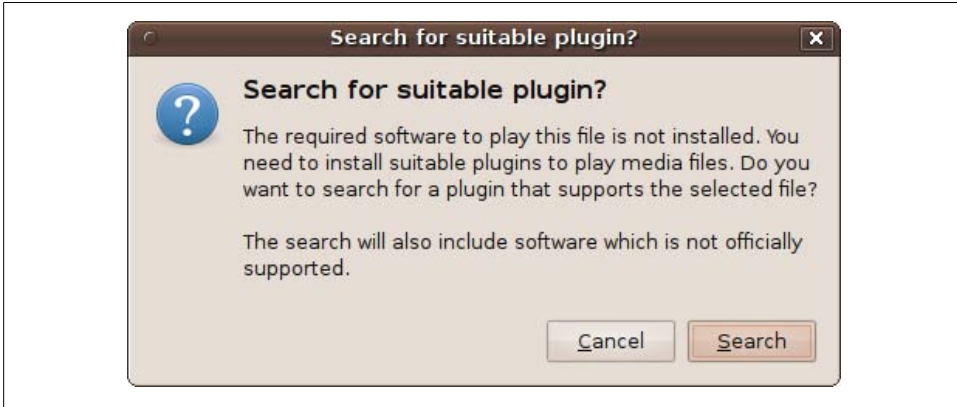 Search for suitable plugin?
Search for suitable plugin?
The required software to play this file is not installed. You
need to install suitable plugins to play media files. Do you
want to search for a plugin that supports the selected file?
The search will also include software which is not officially
supported.
Cancel
Search